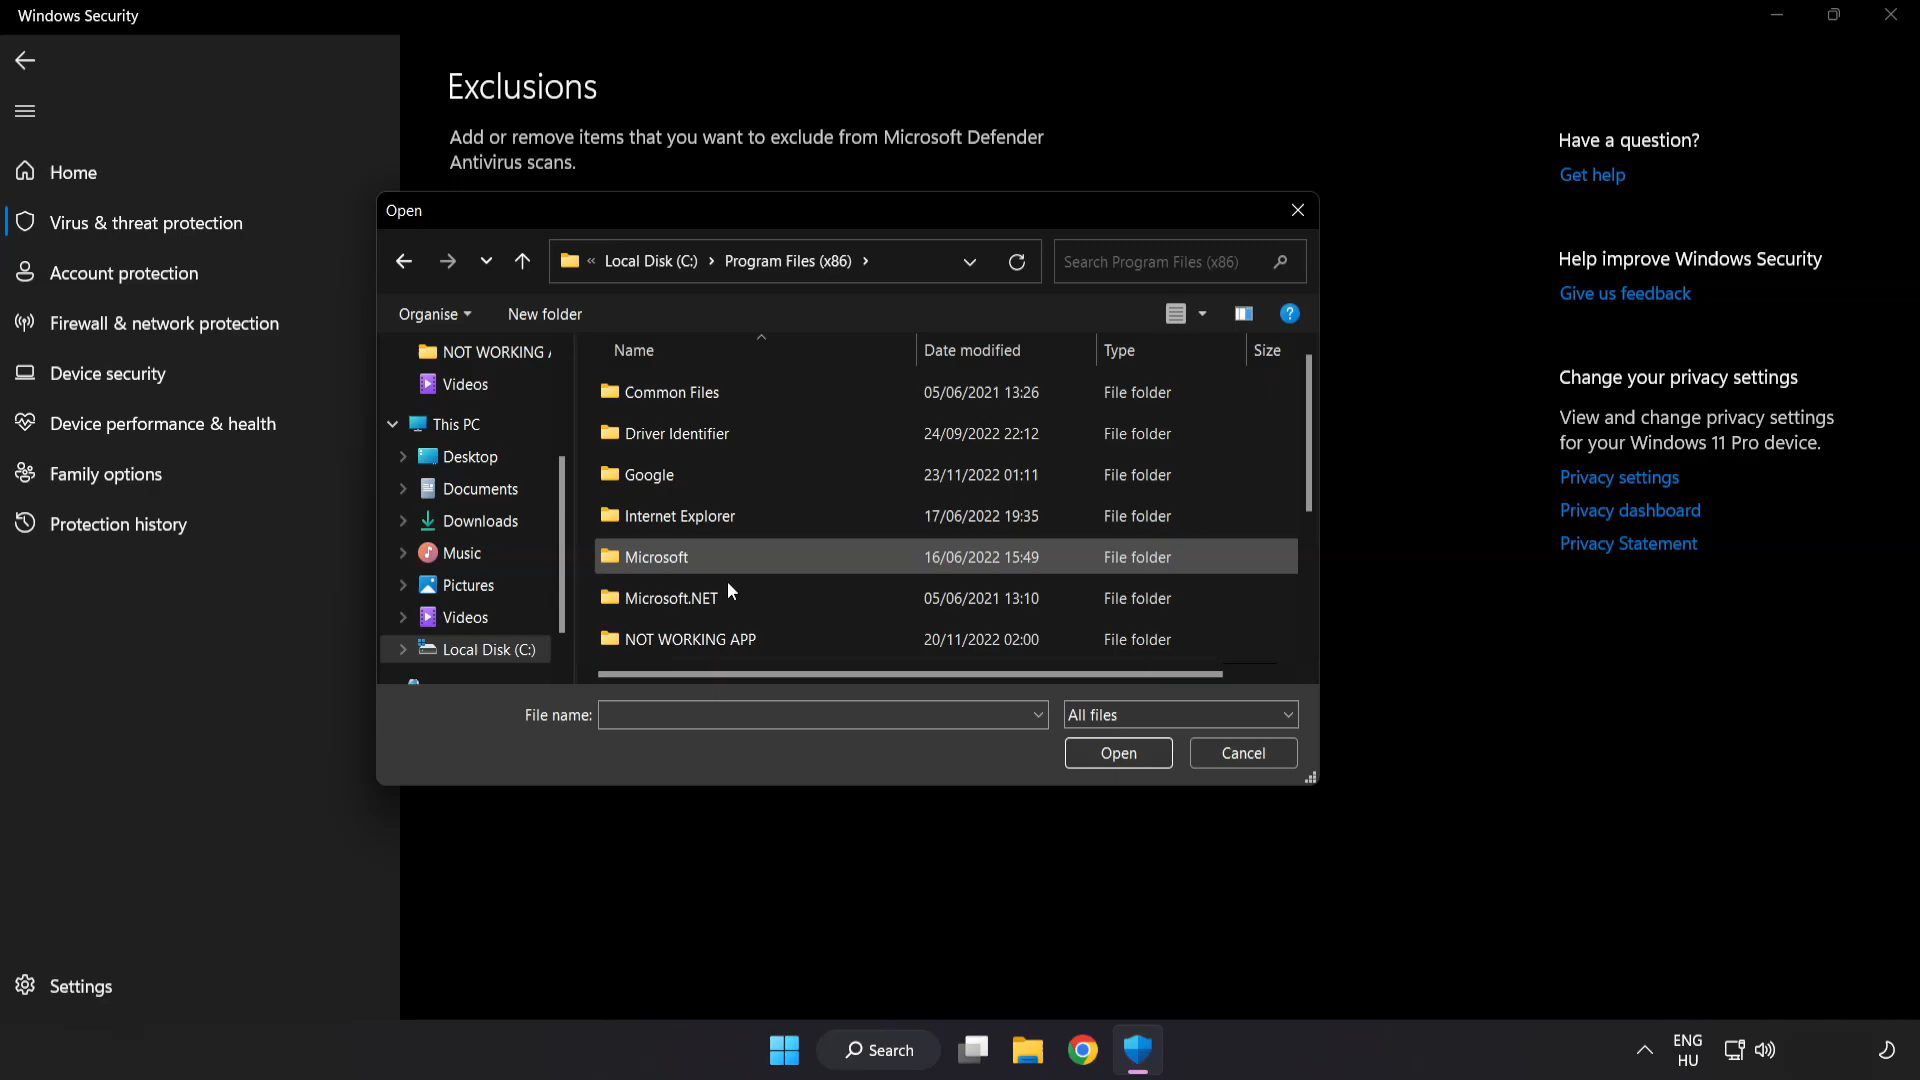 Windows Security
Home
Virus & threat protection
Account protection
Firewall & network protection
Device security
Device performance & health
Family options
Protection history
Settings
Exclusions
Add or remove items that you want to exclude from Microsoft Defender
Antivirus scans.
Open
« Local Disk (C:) › Program Files (x86) ›
Search Program Files (x86)
Organise
New folder
NOT WORKING
Videos
This PC
Desktop
Documents
Downloads
Music
Pictures
Videos
Local Disk (C:)
Name Date modified Type Size
Common Files 05/06/2021 13:26 File folder
Driver Identifier 24/09/2022 22:12 File folder
Google 23/11/2022 01:11 File folder
Internet Explorer 17/06/2022 19:35 File folder
Microsoft 16/06/2022 15:49 File folder
Microsoft.NET 05/06/2021 13:10 File folder
NOT WORKING APP 20/11/2022 02:00 File folder
File name:
All files
Open
Cancel
Have a question?
Get help
Help improve Windows Security
Give us feedback
Change your privacy settings
View and change privacy settings
for your Windows 11 Pro device.
Privacy settings
Privacy dashboard
Privacy Statement
Search
ENG
HU